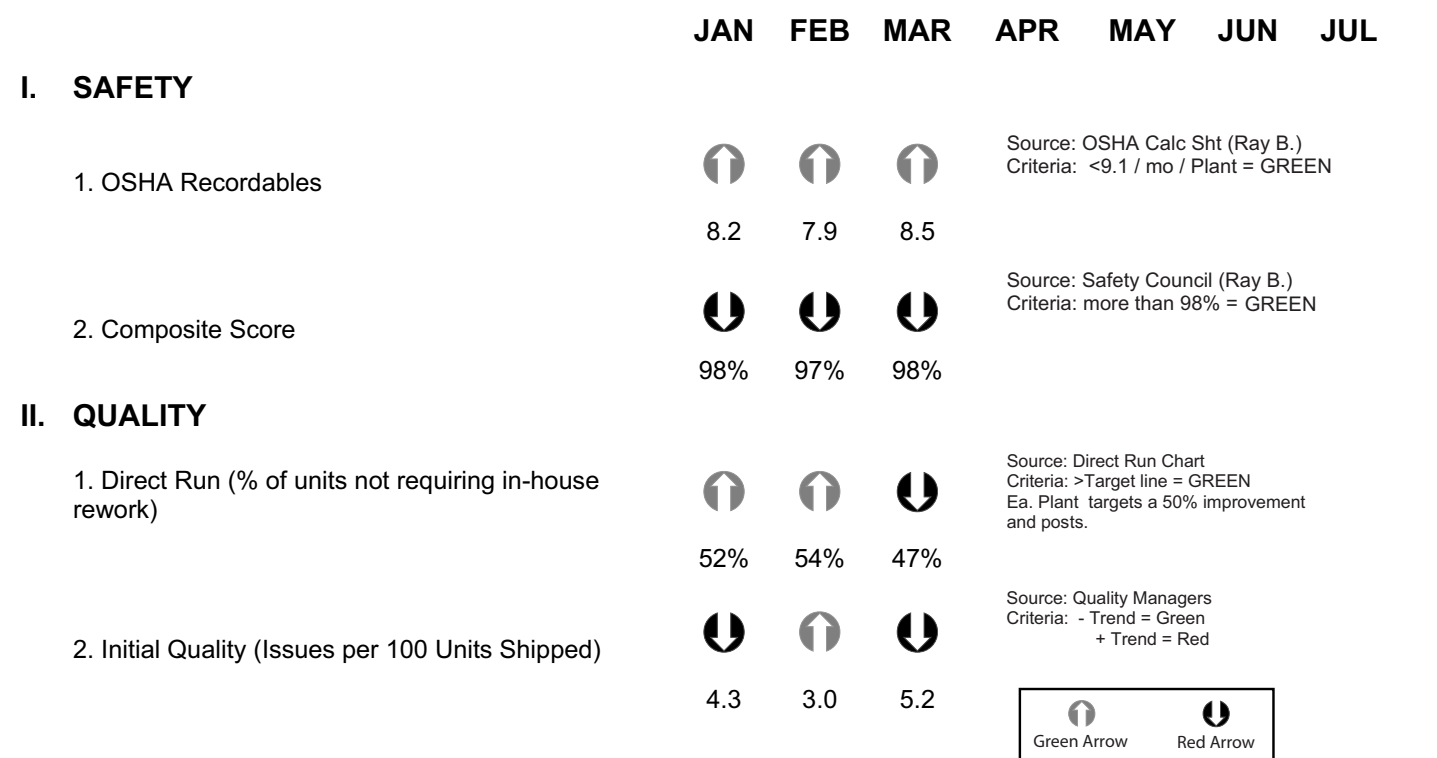 JAN FEB MAR APR MAY JUN JUL
I. SAFETY
1. OSHA Recordables
8.2 7.9 8.5
Source: OSHA Calc Sht (Ray B.)
Criteria: <9.1 / mo / Plant = GREEN
2. Composite Score
98% 97% 98%
Source: Safety Council (Ray B.)
Criteria: more than 98% = GREEN
II. QUALITY
1. Direct Run (% of units not requiring in-house
rework)
52% 54% 47%
Source: Direct Run Chart
Criteria: >Target line = GREEN
Ea. Plant targets a 50% improvement
and posts.
2. Initial Quality (Issues per 100 Units Shipped)
4.3 3.0 5.2
Source: Quality Managers
Criteria: - Trend = Green
+ Trend = Red
Green Arrow Red Arrow